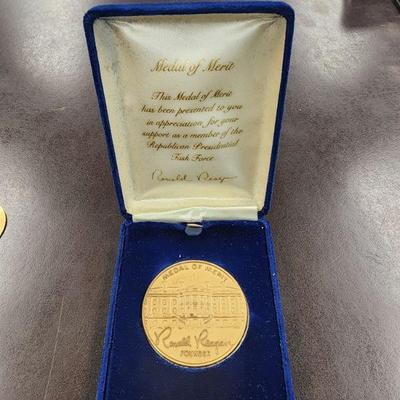 Medal of Merit
This Medal of Merit
has been presented to you
in appreciation for your
support as a member of the
Republican Presidential
Task Force
Ronald Reagan
MEDAL OF MERIT
Ronald Reagan
FOUNDER